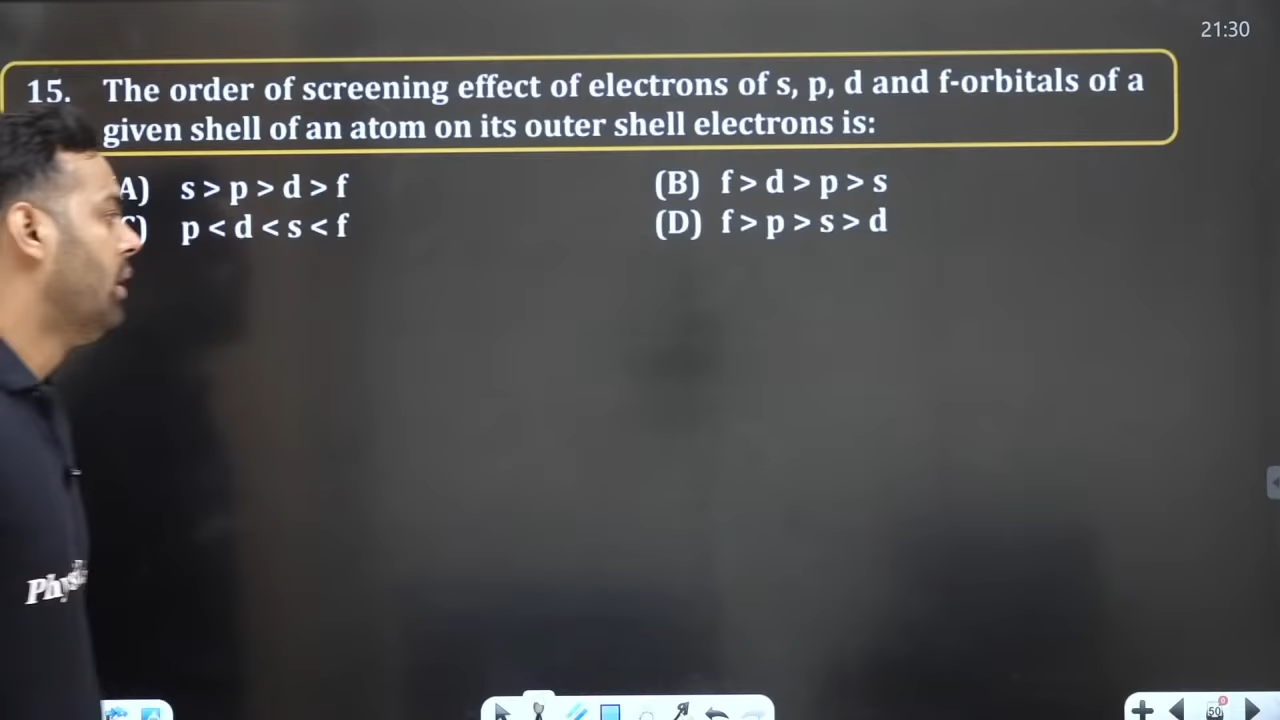 21:30
15. The order of screening effect of electrons of s, p, d and f-orbitals of a
given shell of an atom on its outer shell electrons is:
A) s > p > d > f
(B) f > d > p > s
) p < d < s < f
(D) f > p > s > d
50